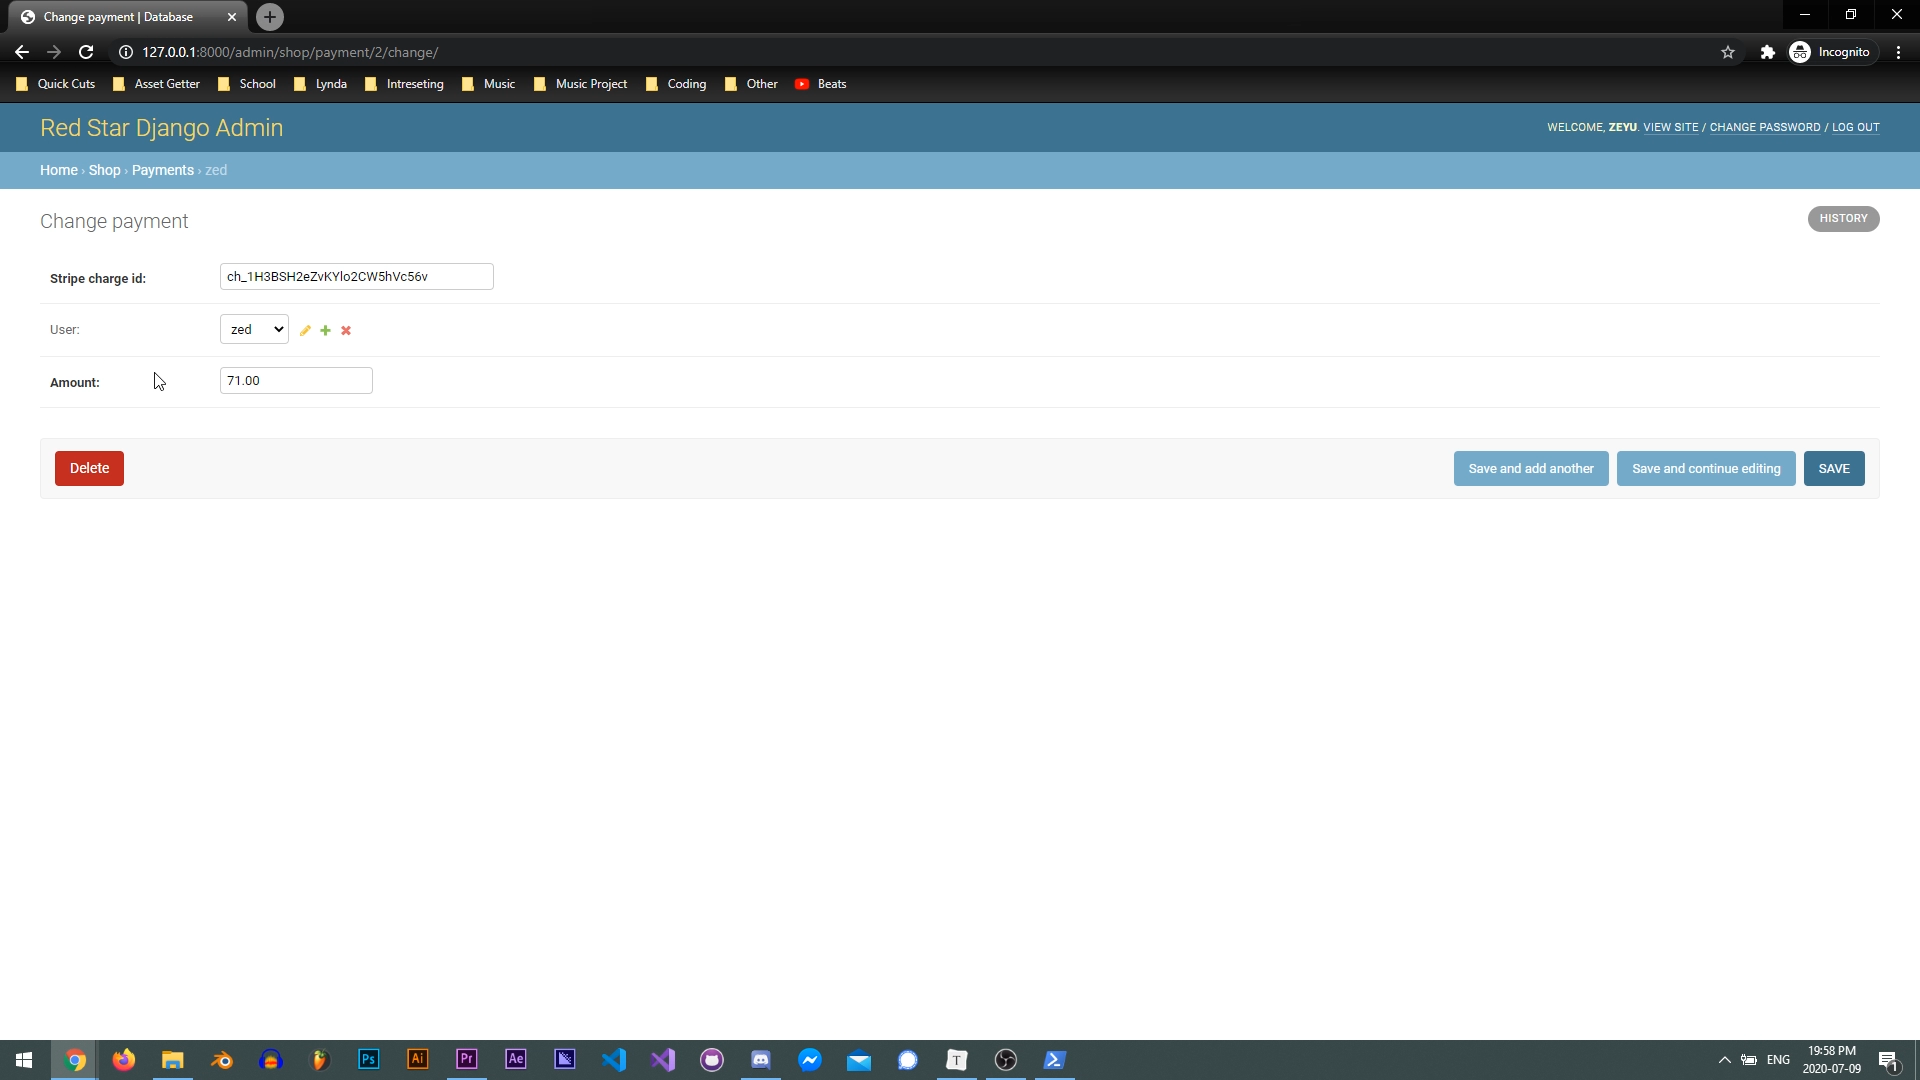 Change payment | Database
127.0.0.1:8000/admin/shop/payment/2/change/
Incognito
Quick Cuts Asset Getter School Lynda Intreseting Music Music Project Coding Other Beats
Red Star Django Admin
WELCOME, ZEYU. VIEW SITE / CHANGE PASSWORD / LOG OUT
Home › Shop › Payments › zed
Change payment
HISTORY
Stripe charge id: ch_1H3BSH2eZvKYlo2CW5hVc56v
User: zed
Amount: 71.00
Delete Save and add another Save and continue editing SAVE
Ps Ai Pr Ae T
ENG
19:58 PM
2020-07-09
1